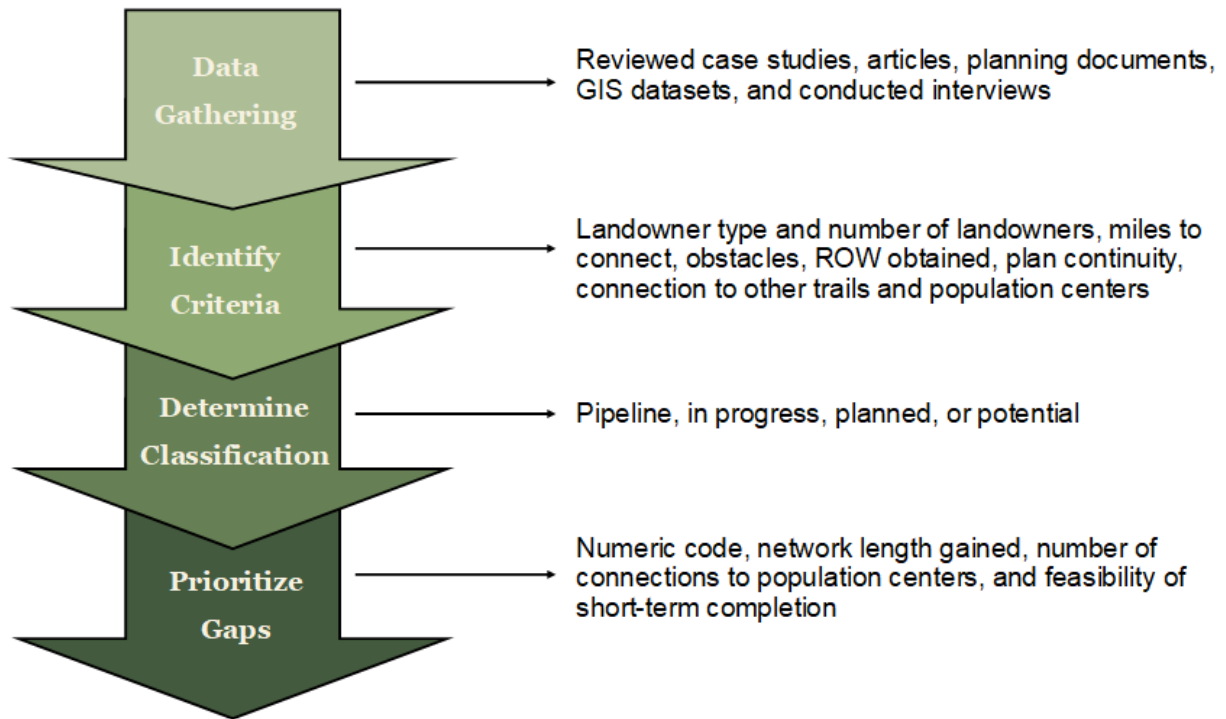 Data
Gathering
Reviewed case studies, articles, planning documents,
GIS datasets, and conducted interviews
Identify
Criteria
Landowner type and number of landowners, miles to
connect, obstacles, ROW obtained, plan continuity,
connection to other trails and population centers
Determine
Classification
Pipeline, in progress, planned, or potential
Prioritize
Gaps
Numeric code, network length gained, number of
connections to population centers, and feasibility of
short-term completion